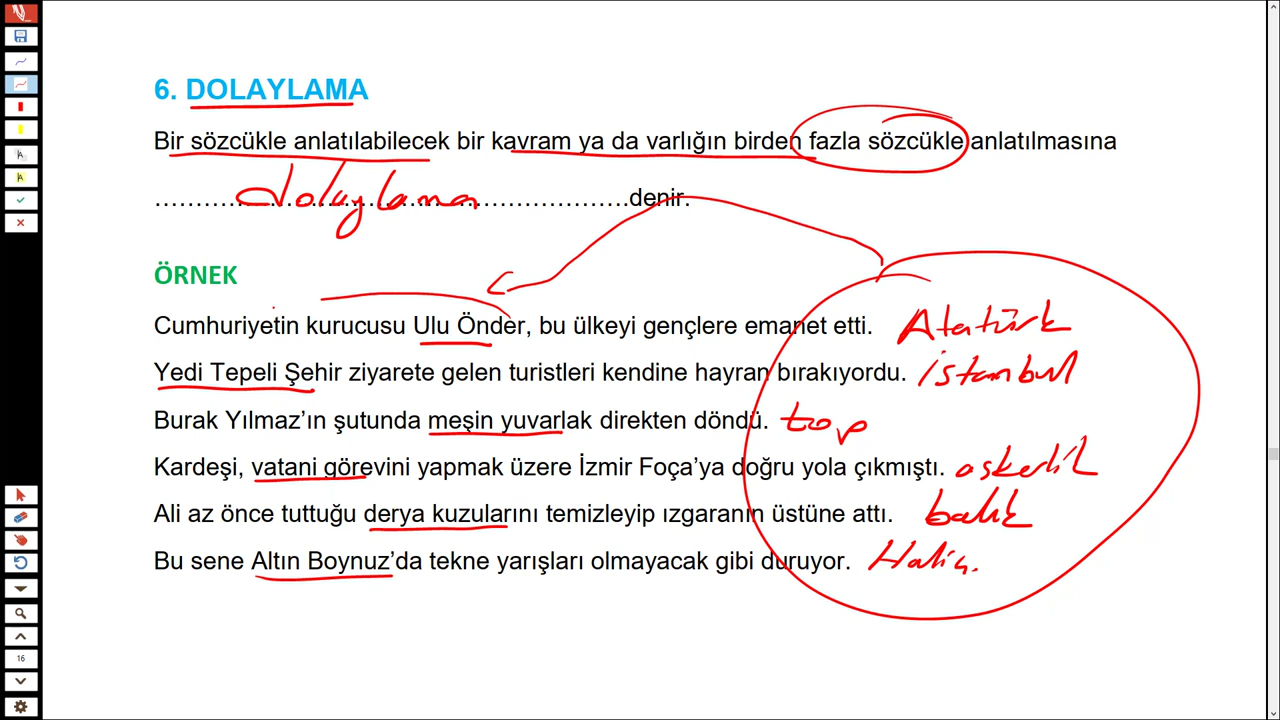 6. DOLAYLAMA
Bir sözcükle anlatılabilecek bir kavram ya da varlığın birden fazla sözcükle anlatılmasına
……………dolaylama……………denir.
ÖRNEK
Cumhuriyetin kurucusu Ulu Önder, bu ülkeyi gençlere emanet etti. Atatürk
Yedi Tepeli Şehir ziyarete gelen turistleri kendine hayran bırakıyordu. İstanbul
Burak Yılmaz’ın şutunda meşin yuvarlak direkten döndü. top
Kardeşi, vatani görevini yapmak üzere İzmir Foça’ya doğru yola çıkmıştı. askerlik
Ali az önce tuttuğu derya kuzularını temizleyip ızgaranın üstüne attı. balık
Bu sene Altın Boynuz’da tekne yarışları olmayacak gibi duruyor. Haliç.
16